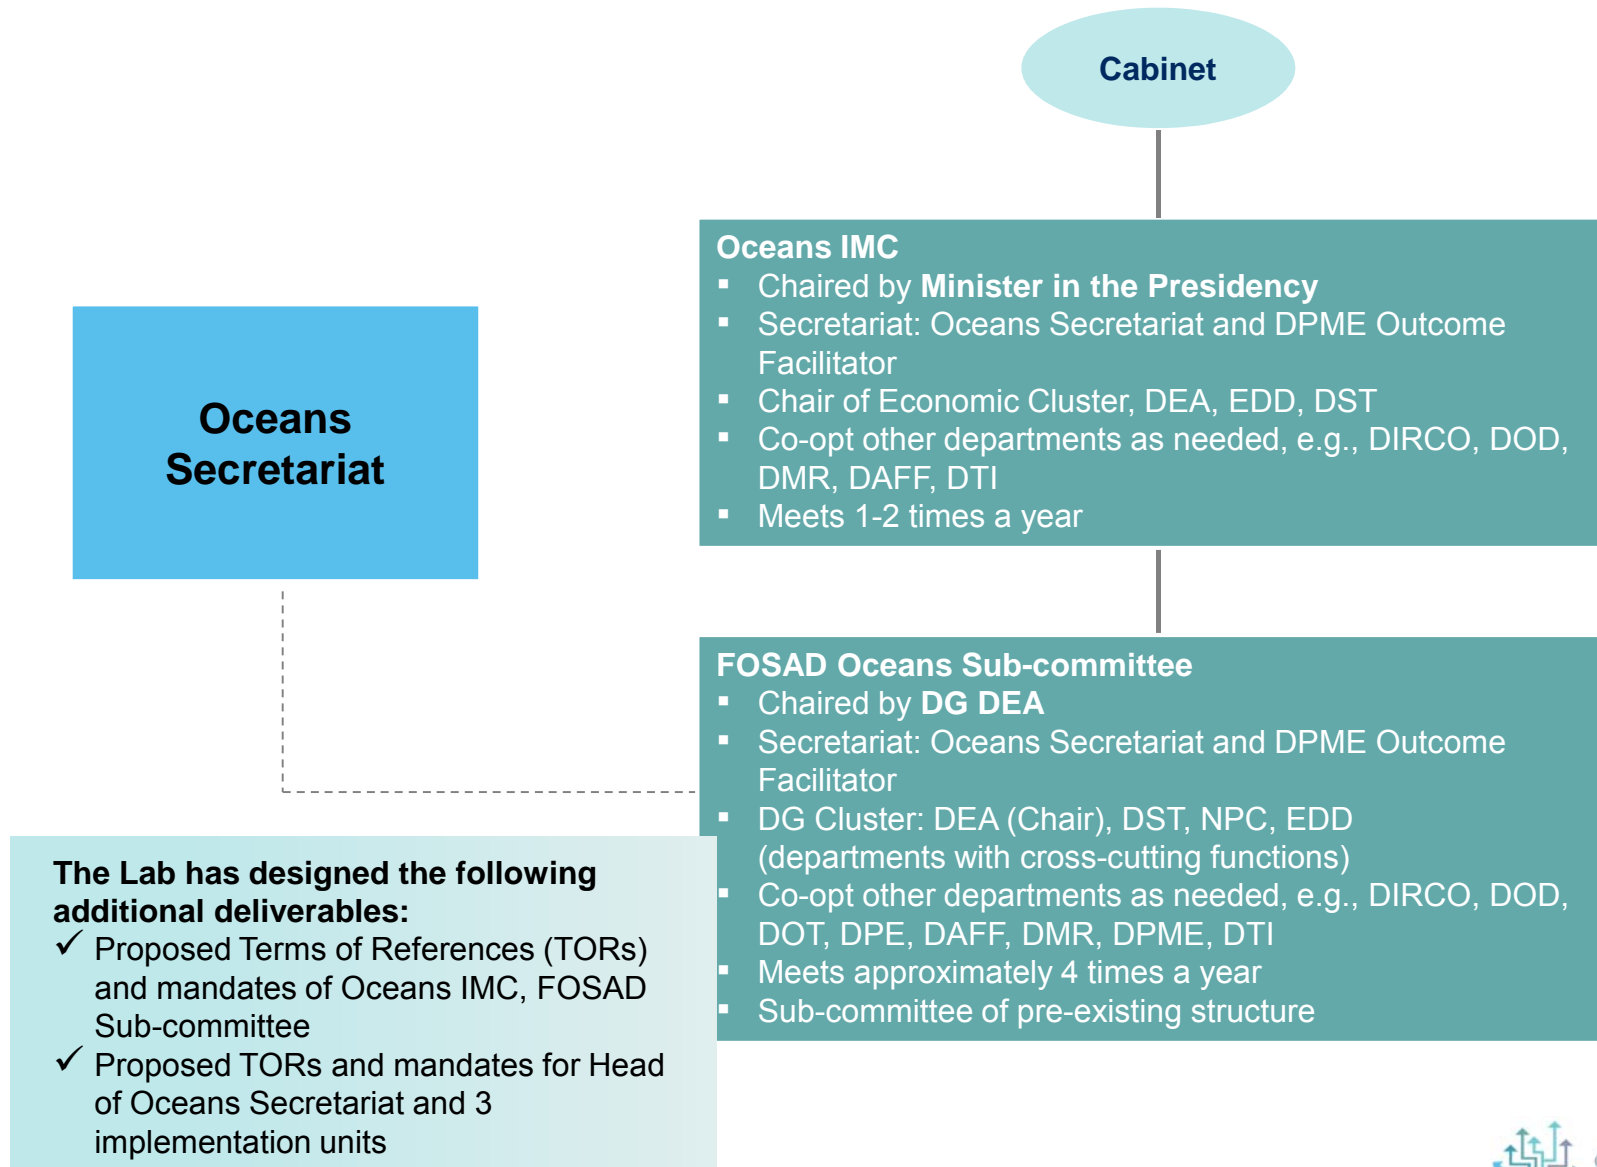 Cabinet
Oceans IMC
▪ Chaired by Minister in the Presidency
▪ Secretariat: Oceans Secretariat and DPME Outcome
Facilitator
▪ Chair of Economic Cluster, DEA, EDD, DST
▪ Co-opt other departments as needed, e.g., DIRCO, DOD,
DMR, DAFF, DTI
▪ Meets 1-2 times a year
Oceans
Secretariat
FOSAD Oceans Sub-committee
▪ Chaired by DG DEA
▪ Secretariat: Oceans Secretariat and DPME Outcome
Facilitator
▪ DG Cluster: DEA (Chair), DST, NPC, EDD
(departments with cross-cutting functions)
▪ Co-opt other departments as needed, e.g., DIRCO, DOD,
DOT, DPE, DAFF, DMR, DPME, DTI
▪ Meets approximately 4 times a year
▪ Sub-committee of pre-existing structure
The Lab has designed the following
additional deliverables:
✓ Proposed Terms of References (TORs)
and mandates of Oceans IMC, FOSAD
Sub-committee
✓ Proposed TORs and mandates for Head
of Oceans Secretariat and 3
implementation units